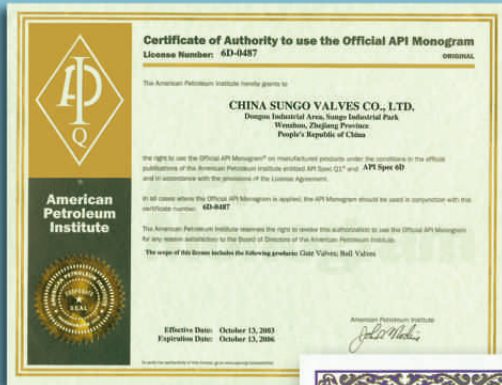 Certificate of Authority to use the Official API Monogram
License Number: 6D-0487
ORIGINAL
The American Petroleum Institute hereby grants to
CHINA SUNGO VALVES CO., LTD.
Dongou Industrial Area, Sungo Industrial Park
Wenzhou, Zhejiang Province
People's Republic of China
the right to use the Official API Monogram® on manufactured products under the conditions in the official
publications of the American Petroleum Institute entitled API Spec Q1® and API Spec 6D
and in accordance with the provisions of the License Agreement.
In all cases where the Official API Monogram is applied, the API Monogram should be used in conjunction with this
certificate number: 6D-0487
The American Petroleum Institute reserves the right to revoke this authorization to use the Official API Monogram
for any reason satisfactory to the Board of Directors of the American Petroleum Institute.
The scope of this license includes the following products: Gate Valves; Ball Valves
Effective Date: October 13, 2003
Expiration Date: October 13, 2006
American Petroleum Institute
API
Q
American
Petroleum
Institute
AMERICAN PETROLEUM INSTITUTE
CORPORATE
SEAL